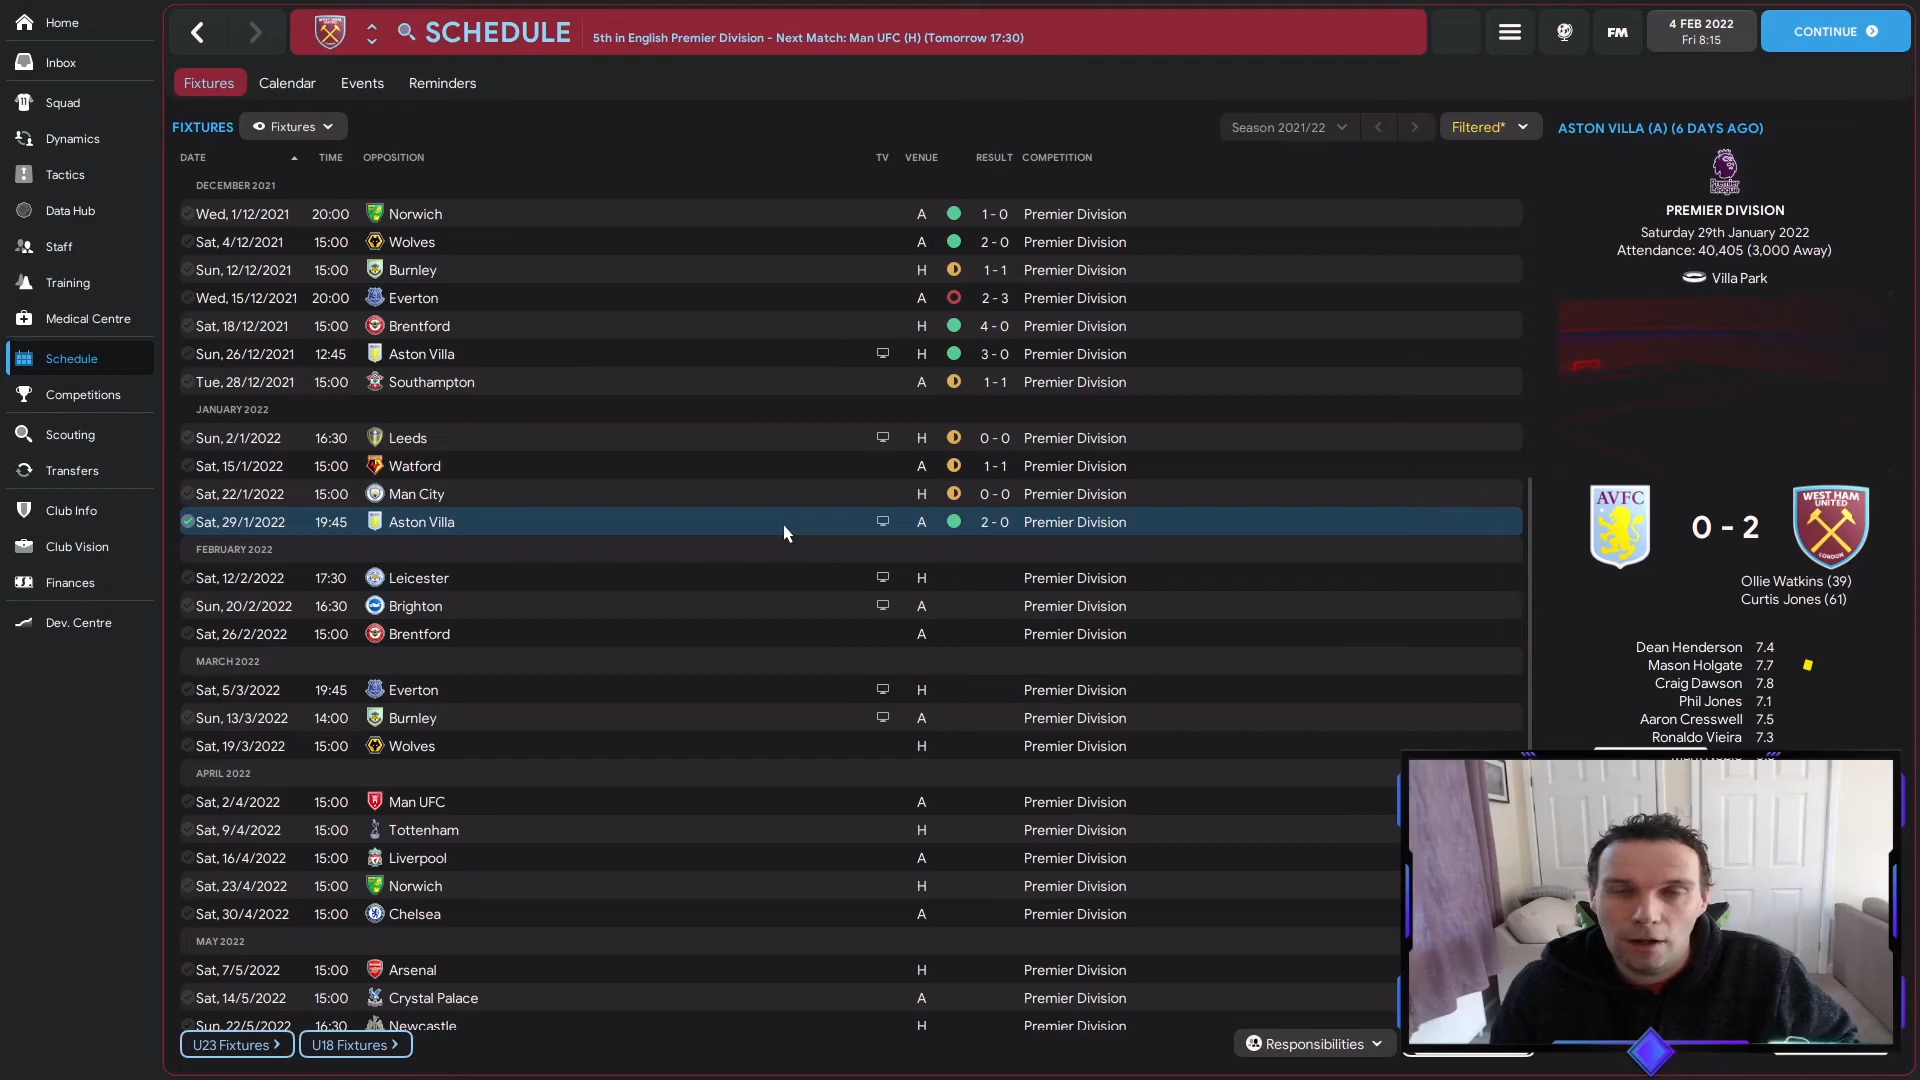 Home
Inbox
Squad
Dynamics
Tactics
Data Hub
Staff
Training
Medical Centre
Schedule
Competitions
Scouting
Transfers
Club Info
Club Vision
Finances
Dev. Centre
SCHEDULE
5th in English Premier Division - Next Match: Man UFC (H) (Tomorrow 17:30)
FM
4 FEB 2022
Fri 8:15
CONTINUE
Fixtures Calendar Events Reminders
FIXTURES Fixtures Season 2021/22 Filtered*
DATE TIME OPPOSITION TV VENUE RESULT COMPETITION
DECEMBER 2021
Wed, 1/12/2021 20:00 Norwich A 1 - 0 Premier Division
Sat, 4/12/2021 15:00 Wolves A 2 - 0 Premier Division
Sun, 12/12/2021 15:00 Burnley H 1 - 1 Premier Division
Wed, 15/12/2021 20:00 Everton A 2 - 3 Premier Division
Sat, 18/12/2021 15:00 Brentford H 4 - 0 Premier Division
Sun, 26/12/2021 12:45 Aston Villa H 3 - 0 Premier Division
Tue, 28/12/2021 15:00 Southampton A 1 - 1 Premier Division
JANUARY 2022
Sun, 2/1/2022 16:30 Leeds H 0 - 0 Premier Division
Sat, 15/1/2022 15:00 Watford A 1 - 1 Premier Division
Sat, 22/1/2022 15:00 Man City H 0 - 0 Premier Division
Sat, 29/1/2022 19:45 Aston Villa A 2 - 0 Premier Division
FEBRUARY 2022
Sat, 12/2/2022 17:30 Leicester H Premier Division
Sun, 20/2/2022 16:30 Brighton A Premier Division
Sat, 26/2/2022 15:00 Brentford A Premier Division
MARCH 2022
Sat, 5/3/2022 19:45 Everton H Premier Division
Sun, 13/3/2022 14:00 Burnley A Premier Division
Sat, 19/3/2022 15:00 Wolves H Premier Division
APRIL 2022
Sat, 2/4/2022 15:00 Man UFC A Premier Division
Sat, 9/4/2022 15:00 Tottenham H Premier Division
Sat, 16/4/2022 15:00 Liverpool A Premier Division
Sat, 23/4/2022 15:00 Norwich H Premier Division
Sat, 30/4/2022 15:00 Chelsea A Premier Division
MAY 2022
Sat, 7/5/2022 15:00 Arsenal H Premier Division
Sat, 14/5/2022 15:00 Crystal Palace A Premier Division
Sun, 22/5/2022 16:30 Newcastle H Premier Division
U23 Fixtures U18 Fixtures Responsibilities
ASTON VILLA (A) (6 DAYS AGO)
Premier League
PREMIER DIVISION
Saturday 29th January 2022
Attendance: 40,405 (3,000 Away)
Villa Park
AVFC
0 - 2
WEST HAM
UNITED
LONDON
Ollie Watkins (39)
Curtis Jones (61)
Dean Henderson 7.4
Mason Holgate 7.7
Craig Dawson 7.8
Phil Jones 7.1
Aaron Cresswell 7.5
Ronaldo Vieira 7.3